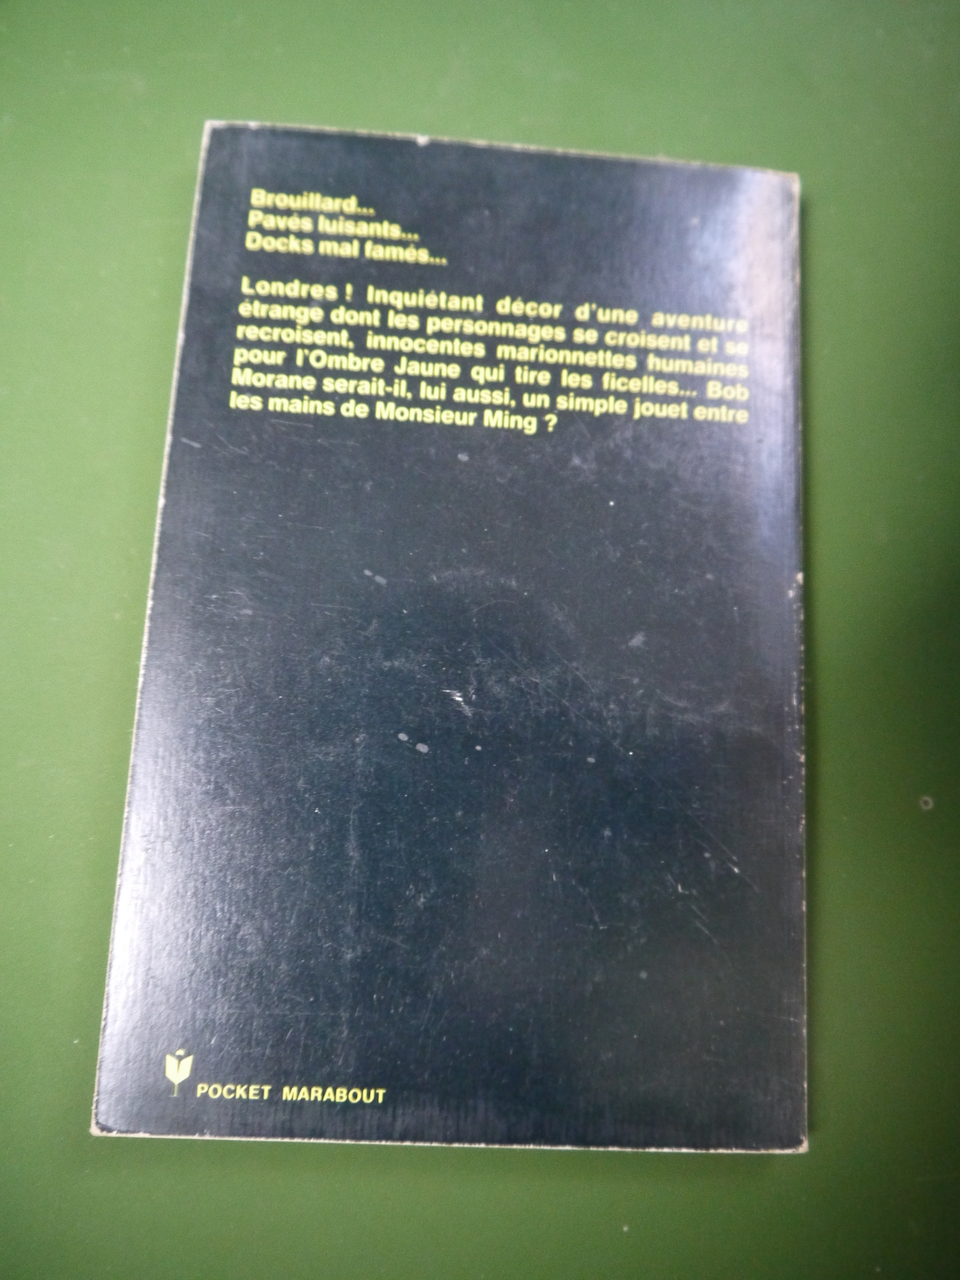 Brouillard...
Pavés luisants...
Docks mal famés...
Londres ! Inquiétant décor d'une aventure
étrange dont les personnages se croisent et se
recroisent, innocentes marionnettes humaines
pour l'Ombre Jaune qui tire les ficelles... Bob
Morane serait-il, lui aussi, un simple jouet entre
les mains de Monsieur Ming ?
POCKET MARABOUT